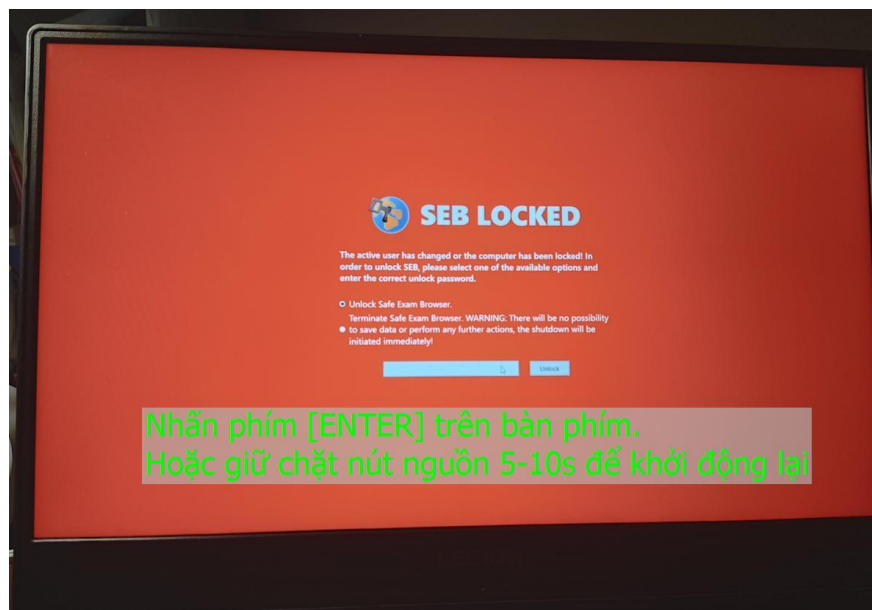 SEB LOCKED
The active user has changed or the computer has been locked! In
order to unlock SEB, please select one of the available options and
enter the correct unlock password.
Unlock Safe Exam Browser.
Terminate Safe Exam Browser. WARNING: There will be no possibility
to save data or perform any further actions, the shutdown will be
initiated immediately!
Unlock
Nhấn phím [ENTER] trên bàn phím.
Hoặc giữ chặt nút nguồn 5-10s để khởi động lại